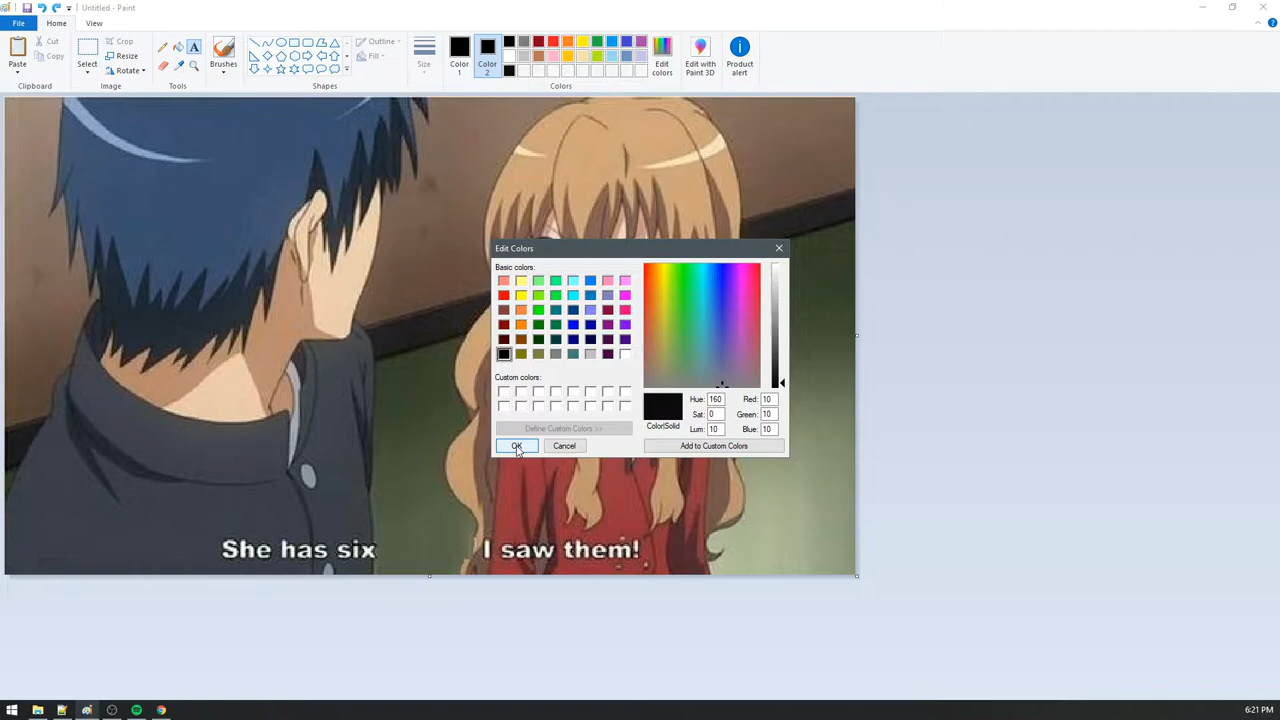 Untitled - Paint
File Home View
Paste
Cut
Copy
Clipboard
Select
Crop
Resize
Rotate
Image
A
Tools
Brushes
Outline
Fill
Shapes
Size
Color 1
Color 2
Edit colors
Colors
Edit with Paint 3D
Product alert
Edit Colors
Basic colors:
Custom colors:
Define Custom Colors >>
OK Cancel
Color|Solid
Hue: 160 Red: 10
Sat: 0 Green: 10
Lum: 10 Blue: 10
Add to Custom Colors
She has six I saw them!
6:21 PM